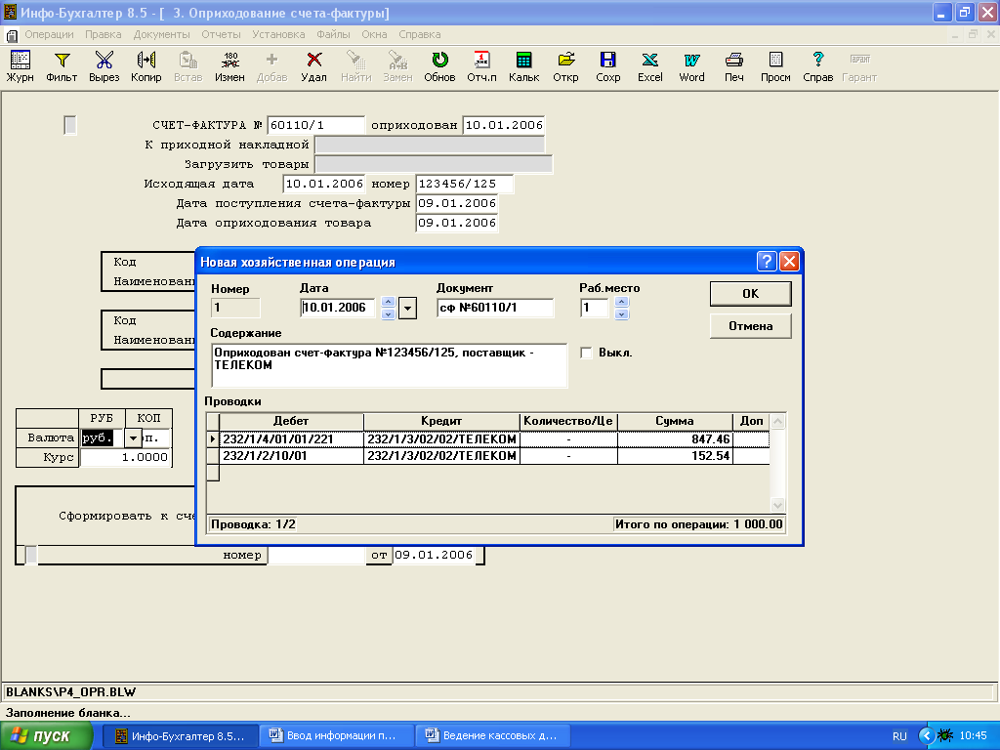 Инфо-Бухгалтер 8.5 - [ 3. Оприходование счета-фактуры]
Операции Правка Документы Отчеты Установка Файлы Окна Справка
Журн Фильт Вырез Копир Встав Измен Добав Удал Найти Замен Обнов Отч.п Кальк Откр Сохр Excel Word Печ Просм Справ Гарант
СЧЕТ-ФАКТУРА № 60110/1 оприходован 10.01.2006
К приходной накладной
Загрузить товары
Исходящая дата 10.01.2006 номер 123456/125
Дата поступления счета-фактуры 09.01.2006
Дата оприходования товара 09.01.2006
Код
Наименовани
Код
Наименовани
РУБ КОП
Валюта руб. п.
Курс 1.0000
Сформировать к сче
номер от 09.01.2006
Новая хозяйственная операция
Номер Дата Документ Раб.место
1 10.01.2006 сф №60110/1 1 OK
Отмена
Содержание
Оприходован счет-фактура №123456/125, поставщик -
ТЕЛЕКОМ
Выкл.
Проводки
Дебет Кредит Количество/Це Сумма Доп
232/1/4/01/01/221 232/1/3/02/02/ТЕЛЕКОМ - 847.46
232/1/2/10/01 232/1/3/02/02/ТЕЛЕКОМ - 152.54
Проводка: 1/2 Итого по операции: 1 000.00
BLANKS\P4_OPR.BLW
Заполнение бланка...
пуск Инфо-Бухгалтер 8.5... Ввод информации п... Ведение кассовых д... RU 10:45